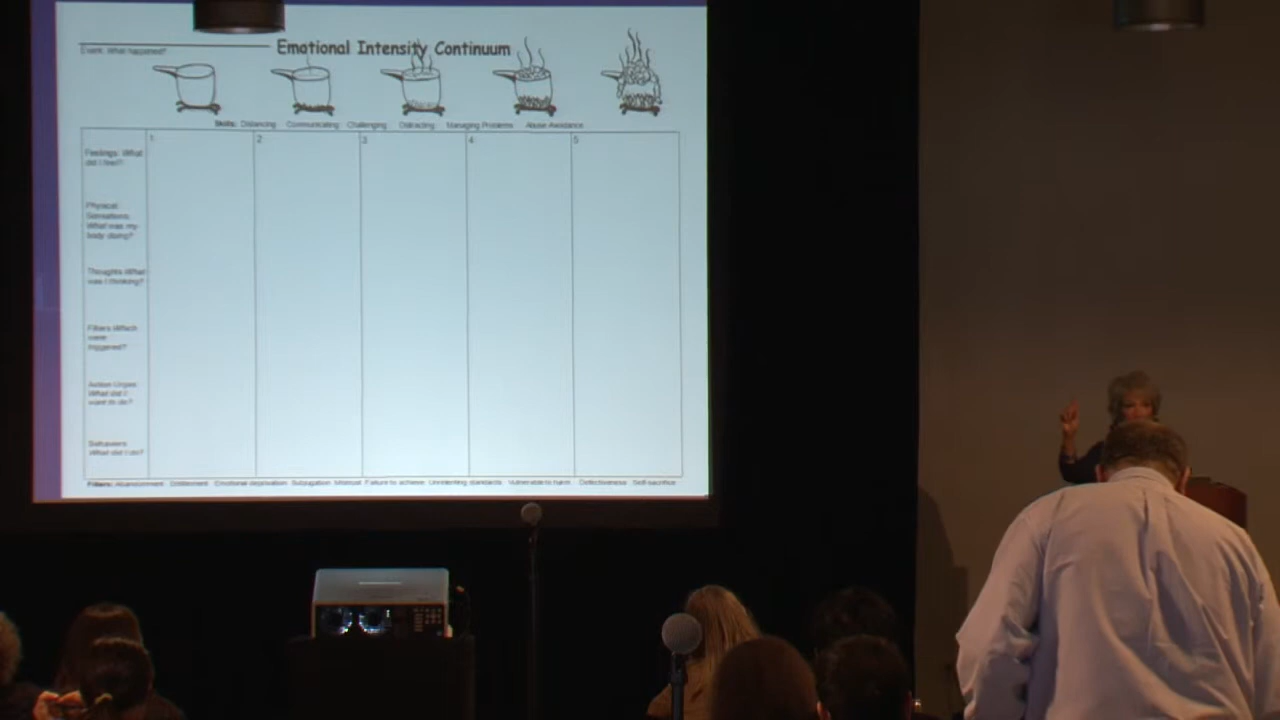 Emotional Intensity Continuum
Event: What happened?
Skills: Distancing Communicating Challenging Distracting Managing Problems Abuse Avoidance
1 2 3 4 5
Feelings: What
did I feel?
Physical
Sensations:
What was my
body doing?
Thoughts What
was I thinking?
Filters Which
were
triggered?
Action Urges:
What did I
want to do?
Behaviors:
What did I do?
Filters: Abandonment Entitlement Emotional deprivation Subjugation Mistrust Failure to achieve Unrelenting standards Vulnerable to harm Defectiveness Self-sacrifice